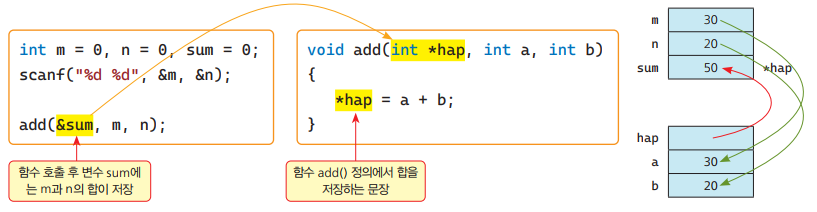 int m = 0, n = 0, sum = 0;
scanf("%d %d", &m, &n);
add(&sum, m, n);
함수 호출 후 변수 sum에
는 m과 n의 합이 저장
void add(int *hap, int a, int b)
{
*hap = a + b;
}
함수 add() 정의에서 합을
저장하는 문장
m 30
n 20
sum 50 *hap
hap
a 30
b 20